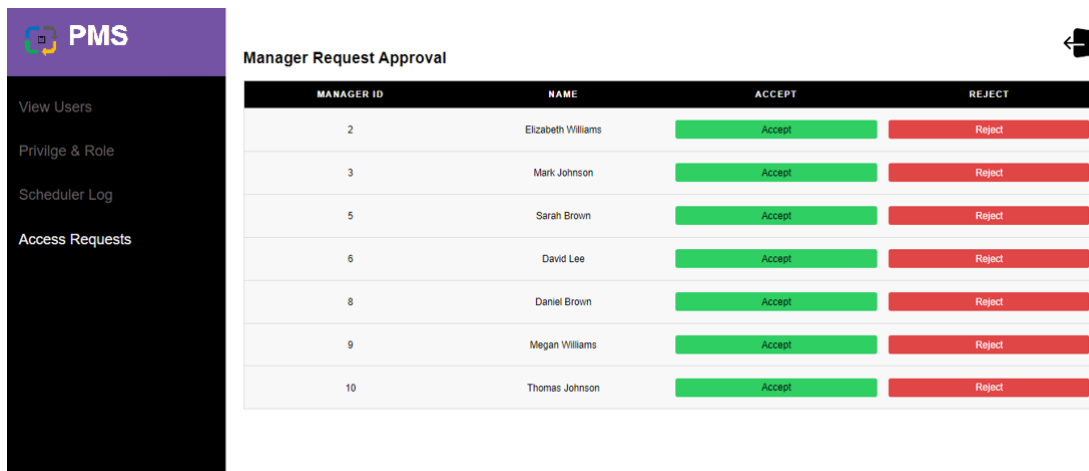 PMS
View Users
Privilge & Role
Scheduler Log
Access Requests
Manager Request Approval
MANAGER ID NAME ACCEPT REJECT
2 Elizabeth Williams Accept Reject
3 Mark Johnson Accept Reject
5 Sarah Brown Accept Reject
6 David Lee Accept Reject
8 Daniel Brown Accept Reject
9 Megan Williams Accept Reject
10 Thomas Johnson Accept Reject